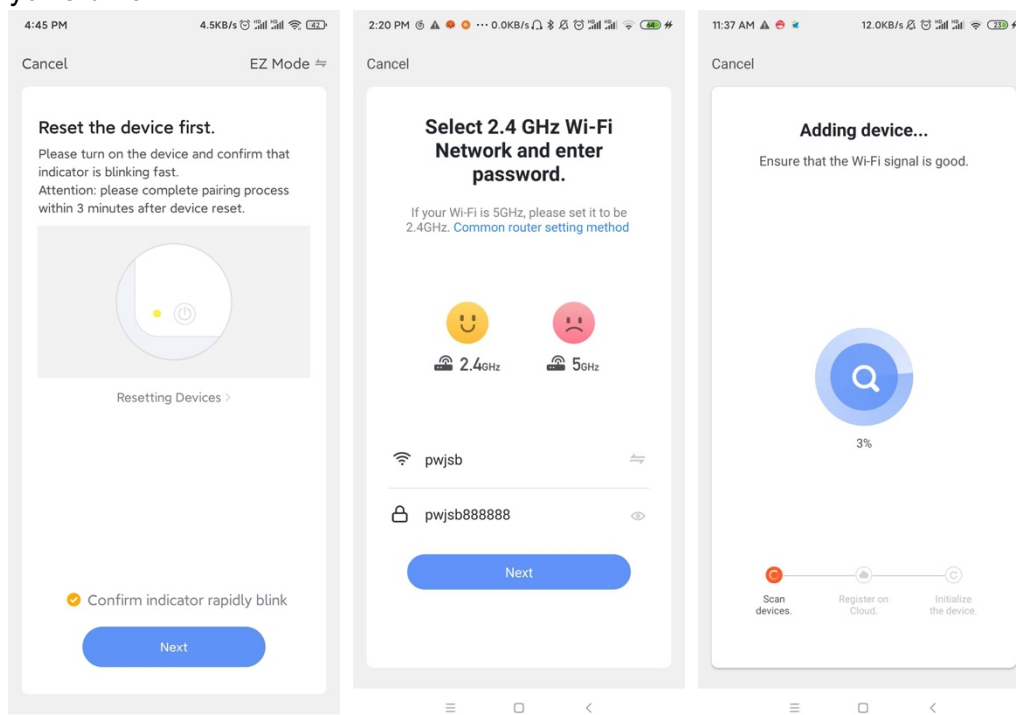 4:45 PM 4.5KB/s 42
Cancel EZ Mode
Reset the device first.
Please turn on the device and confirm that
indicator is blinking fast.
Attention: please complete pairing process
within 3 minutes after device reset.
Resetting Devices >
Confirm indicator rapidly blink
Next
2:20 PM ... 0.0KB/s 64
Cancel
Select 2.4 GHz Wi-Fi
Network and enter
password.
If your Wi-Fi is 5GHz, please set it to be
2.4GHz. Common router setting method
2.4GHz 5GHz
pwjsb
pwjsb888888
Next
11:37 AM 12.0KB/s 23
Cancel
Adding device...
Ensure that the Wi-Fi signal is good.
3%
Scan
devices.
Register on
Cloud.
Initialize
the device.